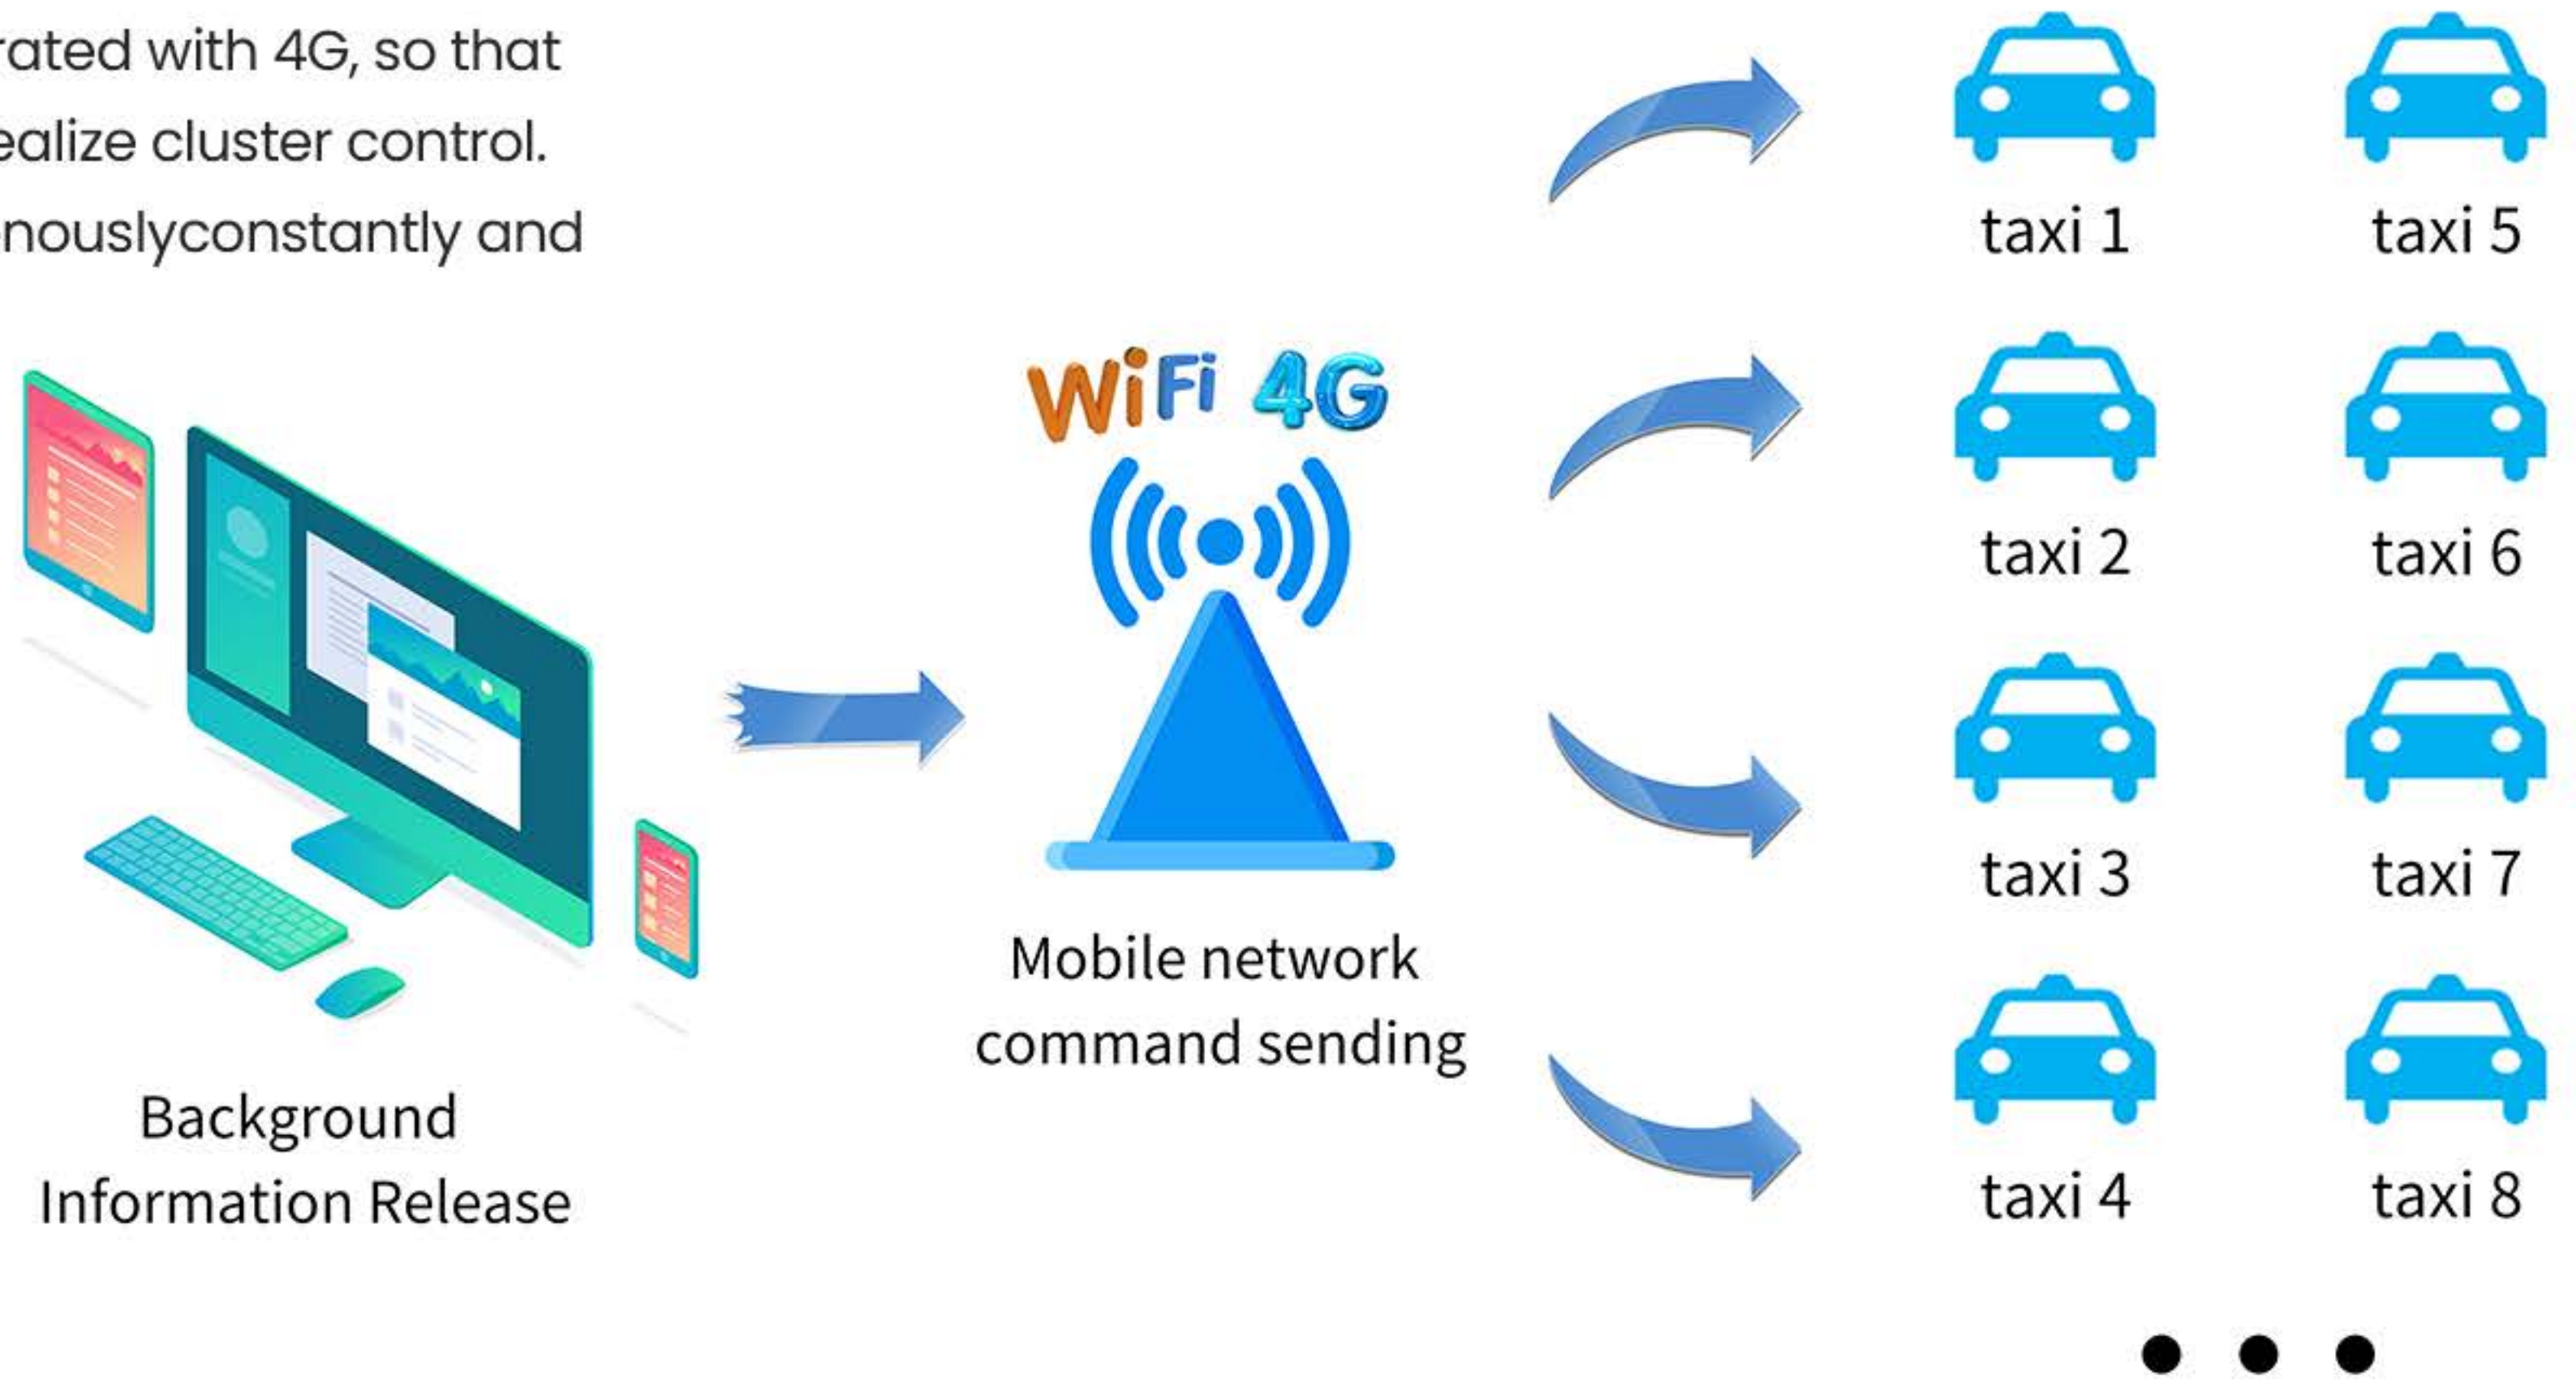 rated with 4G, so that
ealize cluster control.
nouslyconstantly and
WiFi 4G
Mobile network
command sending
Background
Information Release
taxi 1
taxi 5
taxi 2
taxi 6
taxi 3
taxi 7
taxi 4
taxi 8